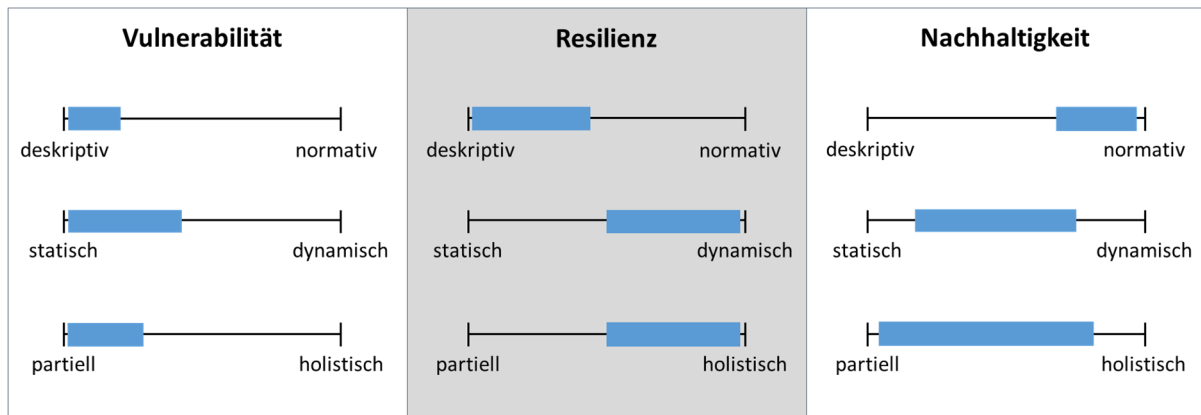 Vulnerabilität
deskriptiv normativ
statisch dynamisch
partiell holistisch
Resilienz
deskriptiv normativ
statisch dynamisch
partiell holistisch
Nachhaltigkeit
deskriptiv normativ
statisch dynamisch
partiell holistisch